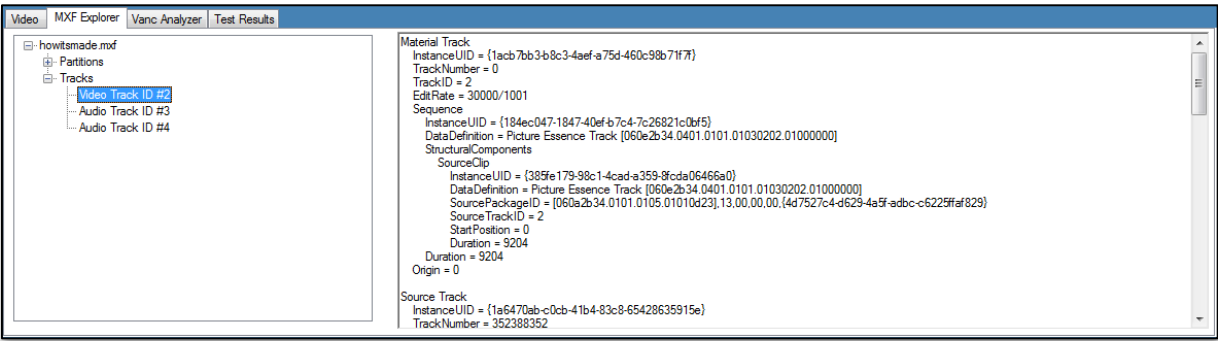 Video MXF Explorer Vanc Analyzer Test Results
howitsmade.mxf
Partitions
Tracks
Video Track ID #2
Audio Track ID #3
Audio Track ID #4
Material Track
InstanceUID = {1acb7bb3-b8c3-4aef-a75d-460c98b71f7f}
TrackNumber = 0
TrackID = 2
EditRate = 30000/1001
Sequence
InstanceUID = {184ec047-1847-40ef-b7c4-7c26821c0bf5}
DataDefinition = Picture Essence Track [060e2b34.0401.0101.01030202.01000000]
StructuralComponents
SourceClip
InstanceUID = {385fe179-98c1-4cad-a359-8fcda06466a0}
DataDefinition = Picture Essence Track [060e2b34.0401.0101.01030202.01000000]
SourcePackageID = [060a2b34.0101.0105.01010d23],13,00,00,00,{4d7527c4-d629-4a5f-adbc-c6225ffaf829}
SourceTrackID = 2
StartPosition = 0
Duration = 9204
Duration = 9204
Origin = 0
Source Track
InstanceUID = {1a6470ab-c0cb-41b4-83c8-65428635915e}
TrackNumber = 352388352